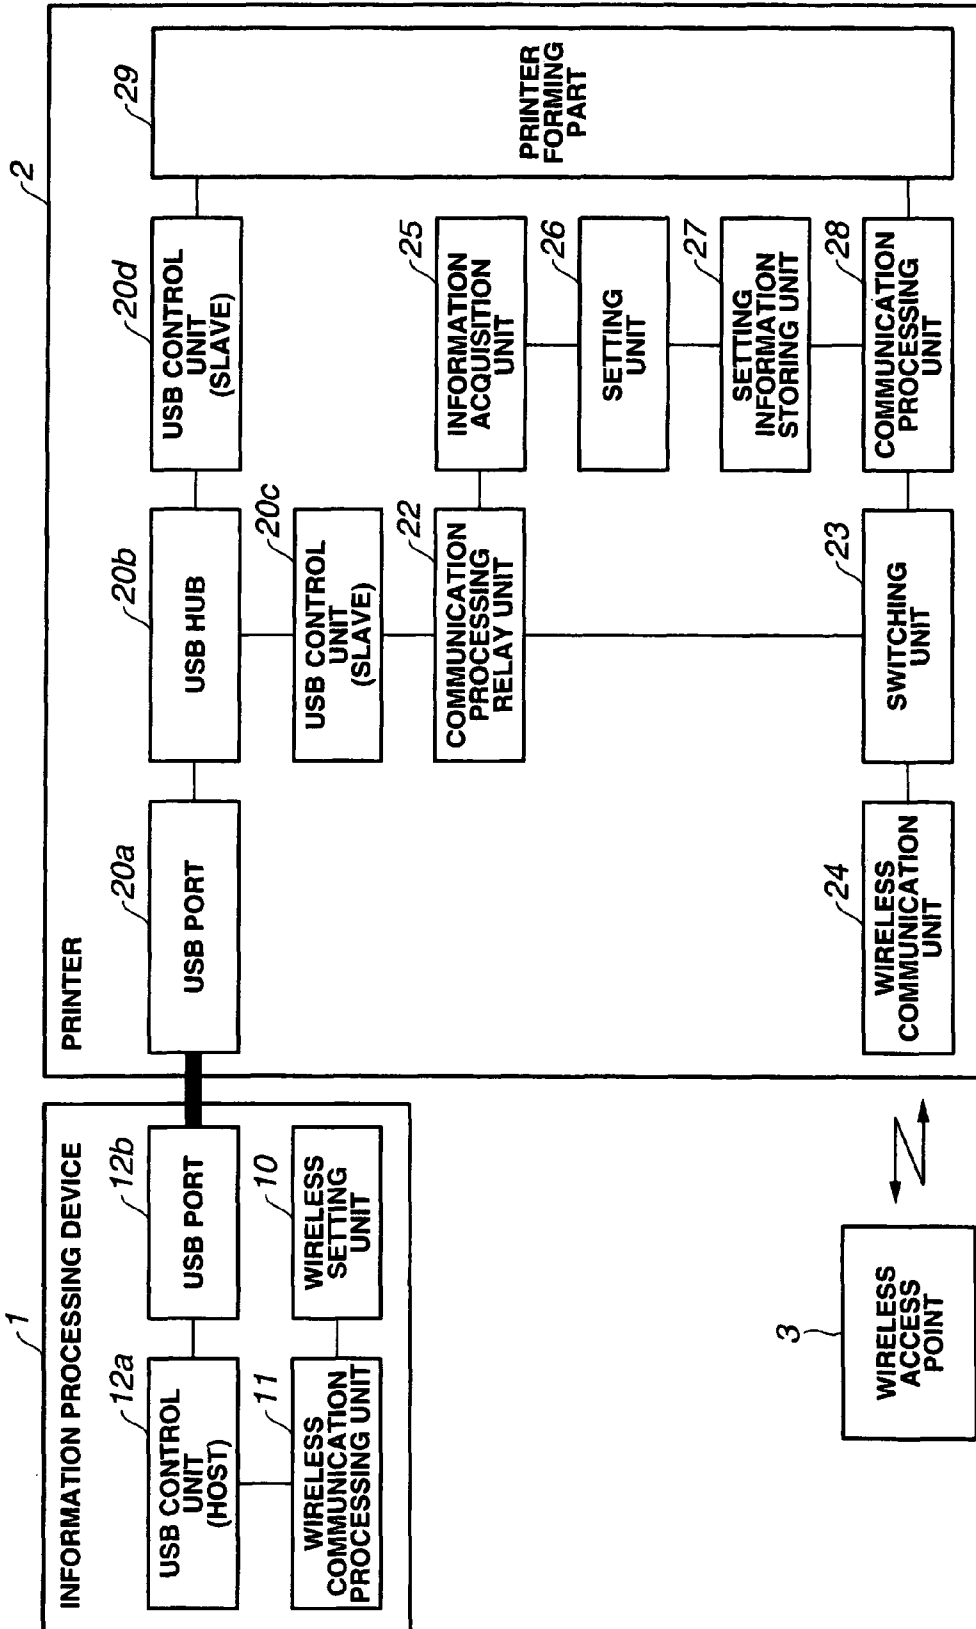 1
INFORMATION PROCESSING DEVICE
12a
USB CONTROL
UNIT
(HOST)
12b
USB PORT
11
WIRELESS
COMMUNICATION
PROCESSING UNIT
10
WIRELESS
SETTING
UNIT
3
WIRELESS
ACCESS
POINT
2
PRINTER
20a
USB PORT
20b
USB HUB
20d
USB CONTROL
UNIT
(SLAVE)
29
PRINTER
FORMING
PART
20c
USB CONTROL
UNIT
(SLAVE)
22
COMMUNICATION
PROCESSING
RELAY UNIT
25
INFORMATION
ACQUISITION
UNIT
26
SETTING
UNIT
27
SETTING
INFORMATION
STORING UNIT
24
WIRELESS
COMMUNICATION
UNIT
23
SWITCHING
UNIT
28
COMMUNICATION
PROCESSING
UNIT